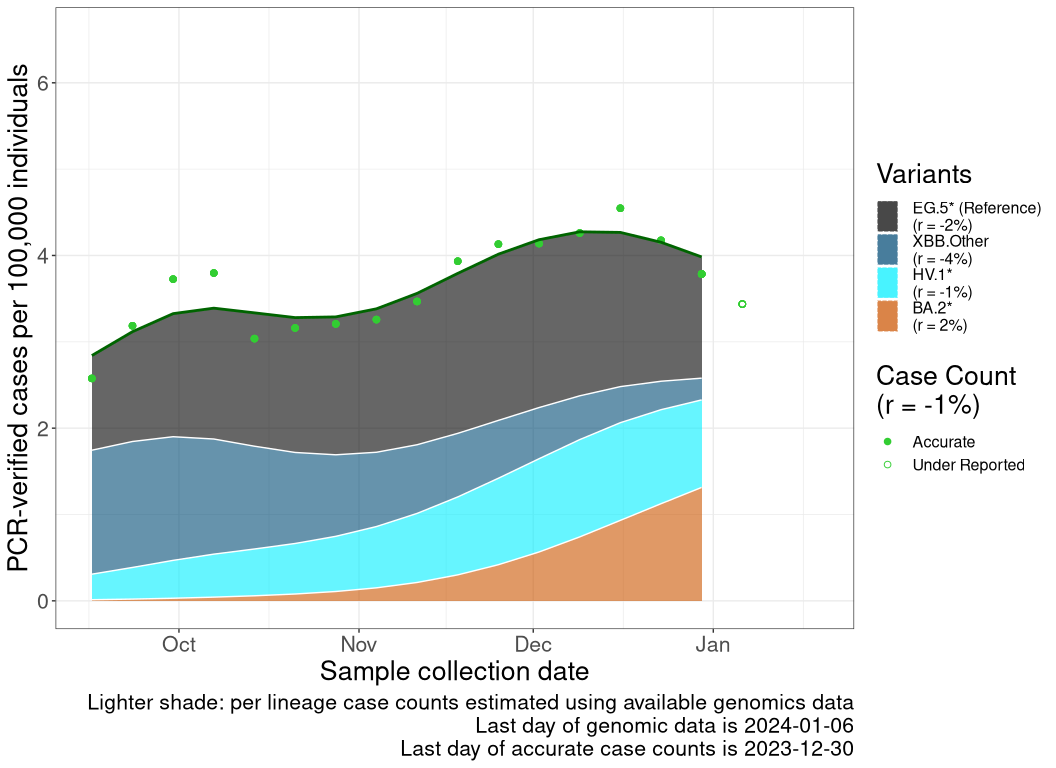 PCR-verified cases per 100,000 individuals
6
4
2
0
Oct Nov Dec Jan
Sample collection date
Lighter shade: per lineage case counts estimated using available genomics data
Last day of genomic data is 2024-01-06
Last day of accurate case counts is 2023-12-30
Variants
EG.5* (Reference)
(r = -2%)
XBB.Other
(r = -4%)
HV.1*
(r = -1%)
BA.2*
(r = 2%)
Case Count
(r = -1%)
Accurate
Under Reported